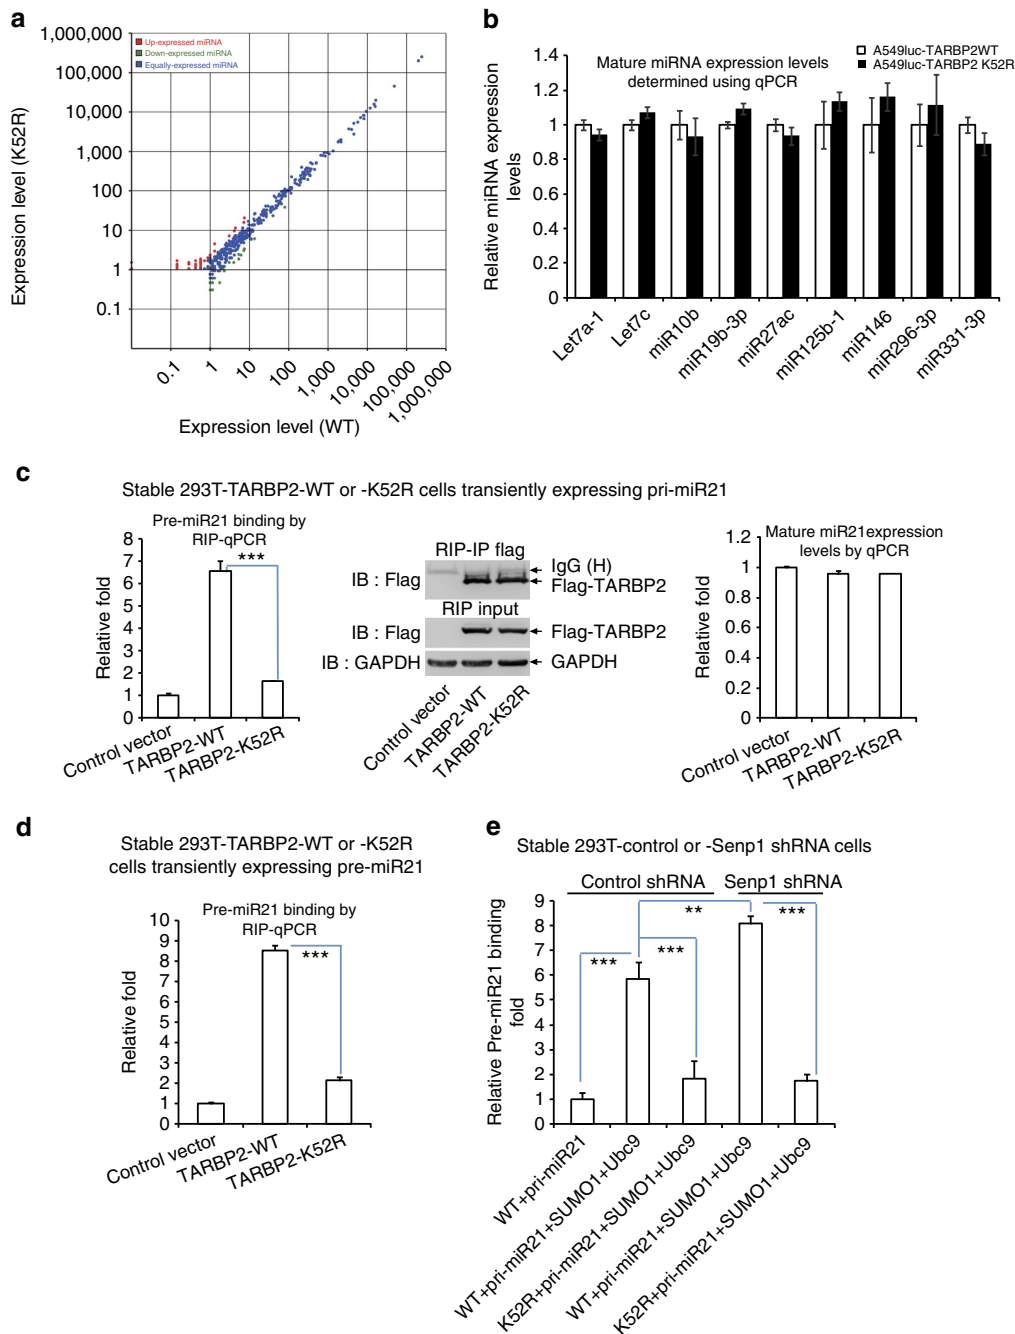 a
1,000,000
100,000
10,000
1,000
100
10
1
0.1
Up-expressed miRNA
Down-expressed miRNA
Equally-expressed miRNA
Expression level (K52R)
0.1
1
10
100
1,000
10,000
100,000
1,000,000
Expression level (WT)
b
A549luc-TARBP2WT
A549luc-TARBP2 K52R
Mature miRNA expression levels
determined using qPCR
Relative miRNA expression
levels
1.4
1.2
1
0.8
0.6
0.4
0.2
0
Let7a-1
Let7c
miR10b
miR19b-3p
miR27ac
miR125b-1
miR146
miR296-3p
miR331-3p
c
Stable 293T-TARBP2-WT or -K52R cells transiently expressing pri-miR21
Pre-miR21 binding by
RIP-qPCR
***
Relative fold
8
7
6
5
4
3
2
1
0
Control vector
TARBP2-WT
TARBP2-K52R
RIP-IP flag
IB : Flag
IgG (H)
Flag-TARBP2
RIP input
IB : Flag
Flag-TARBP2
IB : GAPDH
GAPDH
Control vector
TARBP2-WT
TARBP2-K52R
Mature miR21expression
levels by qPCR
Relative fold
1.2
1
0.8
0.6
0.4
0.2
0
Control vector
TARBP2-WT
TARBP2-K52R
d
Stable 293T-TARBP2-WT or -K52R
cells transiently expressing pre-miR21
Pre-miR21 binding by
RIP-qPCR
***
Relative fold
10
9
8
7
6
5
4
3
2
1
0
Control vector
TARBP2-WT
TARBP2-K52R
e
Stable 293T-control or -Senp1 shRNA cells
Control shRNA
Senp1 shRNA
**
***
***
***
Relative Pre-miR21 binding
fold
9
8
7
6
5
4
3
2
1
0
WT+pri-miR21
WT+pri-miR21+SUMO1+Ubc9
K52R+pri-miR21+SUMO1+Ubc9
WT+pri-miR21+SUMO1+Ubc9
K52R+pri-miR21+SUMO1+Ubc9